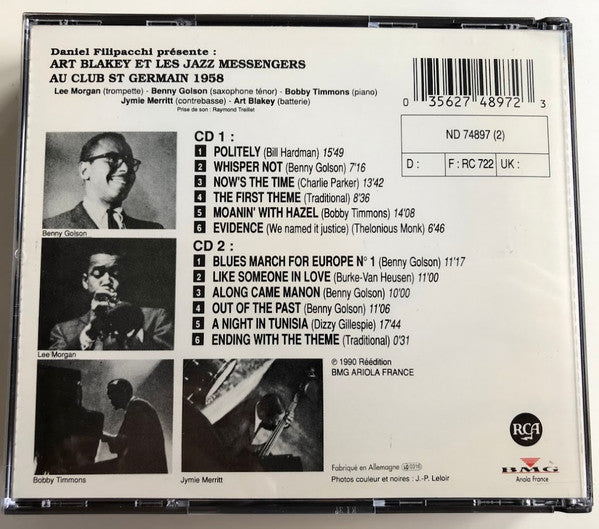 Daniel Filipacchi présente :
ART BLAKEY ET LES JAZZ MESSENGERS
AU CLUB ST GERMAIN 1958
Lee Morgan (trompette) - Benny Golson (saxophone ténor) - Bobby Timmons (piano)
Jymie Merritt (contrebasse) - Art Blakey (batterie)
Prise de son : Raymond Treillet
0 35627 48972 3
ND 74897 (2)
D : F : RC 722 UK :
CD 1 :
1 POLITELY (Bill Hardman) 15'49
2 WHISPER NOT (Benny Golson) 7'16
3 NOW'S THE TIME (Charlie Parker) 13'42
4 THE FIRST THEME (Traditional) 8'36
5 MOANIN' WITH HAZEL (Bobby Timmons) 14'08
6 EVIDENCE (We named it justice) (Thelonious Monk) 6'46
Benny Golson
CD 2 :
1 BLUES MARCH FOR EUROPE N° 1 (Benny Golson) 11'17
2 LIKE SOMEONE IN LOVE (Burke-Van Heusen) 11'00
3 ALONG CAME MANON (Benny Golson) 10'00
4 OUT OF THE PAST (Benny Golson) 11'06
5 A NIGHT IN TUNISIA (Dizzy Gillespie) 17'44
6 ENDING WITH THE THEME (Traditional) 0'31
Lee Morgan
℗ 1990 Réédition
BMG ARIOLA FRANCE
RCA
BMG
Ariola France
Fabriqué en Allemagne
Photos couleur et noires : J.-P. Leloir
Bobby Timmons
Jymie Merritt